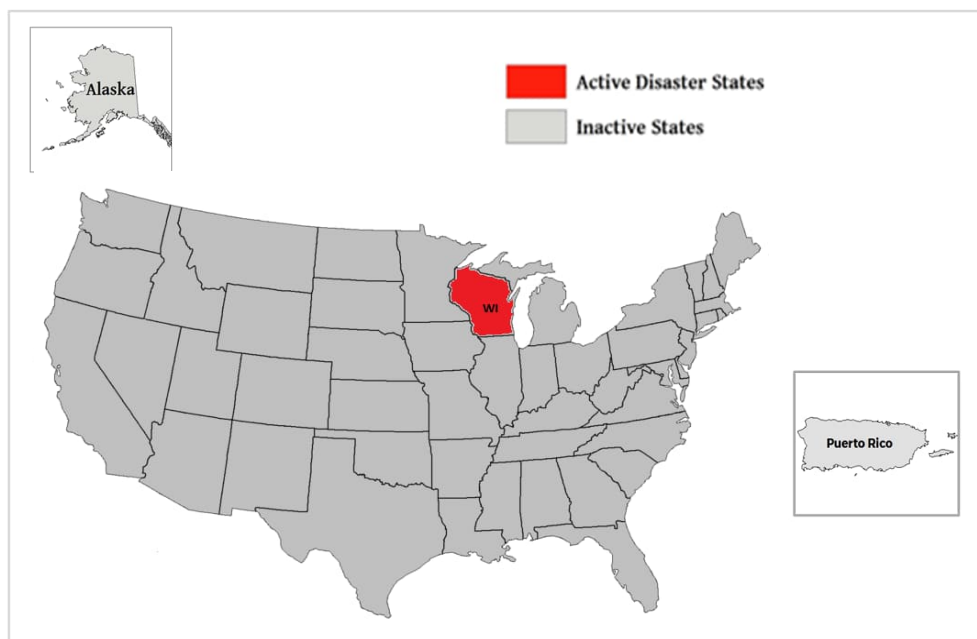 Alaska
Active Disaster States
Inactive States
WI
Puerto Rico